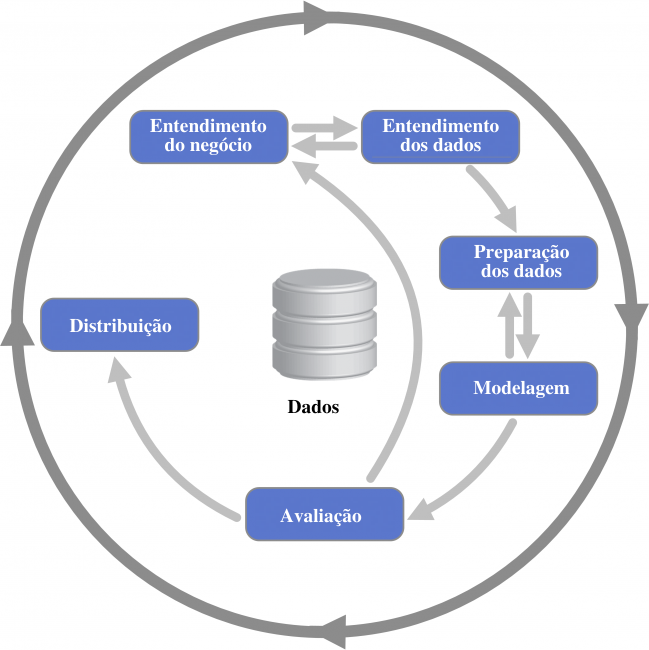 Entendimento
do negócio
Entendimento
dos dados
Preparação
dos dados
Distribuição
Modelagem
Dados
Avaliação